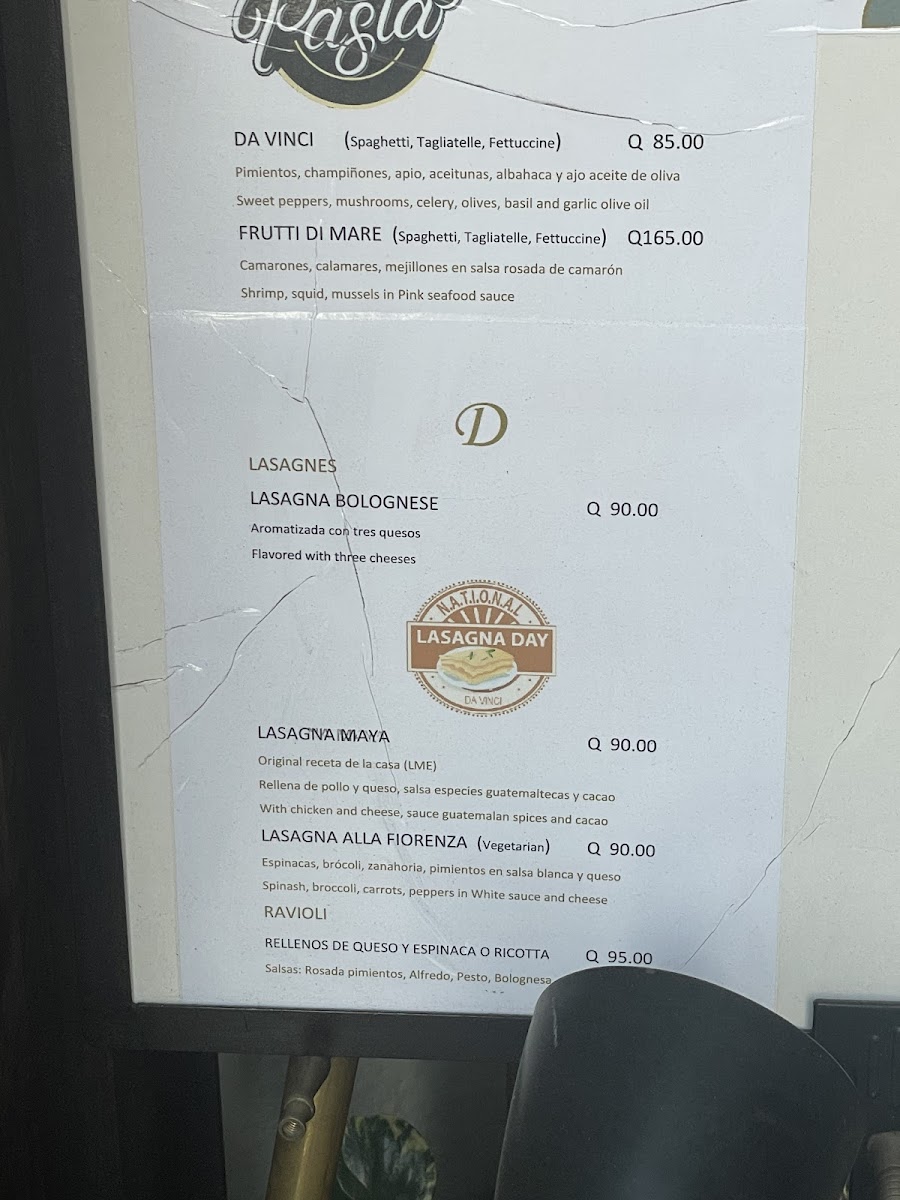 Pasta
DA VINCI (Spaghetti, Tagliatelle, Fettuccine) Q 85.00
Pimientos, champiñones, apio, aceitunas, albahaca y ajo aceite de oliva
Sweet peppers, mushrooms, celery, olives, basil and garlic olive oil
FRUTTI DI MARE (Spaghetti, Tagliatelle, Fettuccine) Q165.00
Camarones, calamares, mejillones en salsa rosada de camarón
Shrimp, squid, mussels in Pink seafood sauce
D
LASAGNES
LASAGNA BOLOGNESE Q 90.00
Aromatizada con tres quesos
Flavored with three cheeses
N.A.T.I.O.N.A.L
LASAGNA DAY
DA VINCI
LASAGNA MAYA Q 90.00
Original receta de la casa (LME)
Rellena de pollo y queso, salsa especies guatemaltecas y cacao
With chicken and cheese, sauce guatemalan spices and cacao
LASAGNA ALLA FIORENZA (Vegetarian) Q 90.00
Espinacas, brócoli, zanahoria, pimientos en salsa blanca y queso
Spinash, broccoli, carrots, peppers in White sauce and cheese
RAVIOLI
RELLENOS DE QUESO Y ESPINACA O RICOTTA Q 95.00
Salsas: Rosada pimientos, Alfredo, Pesto, Bolognesa